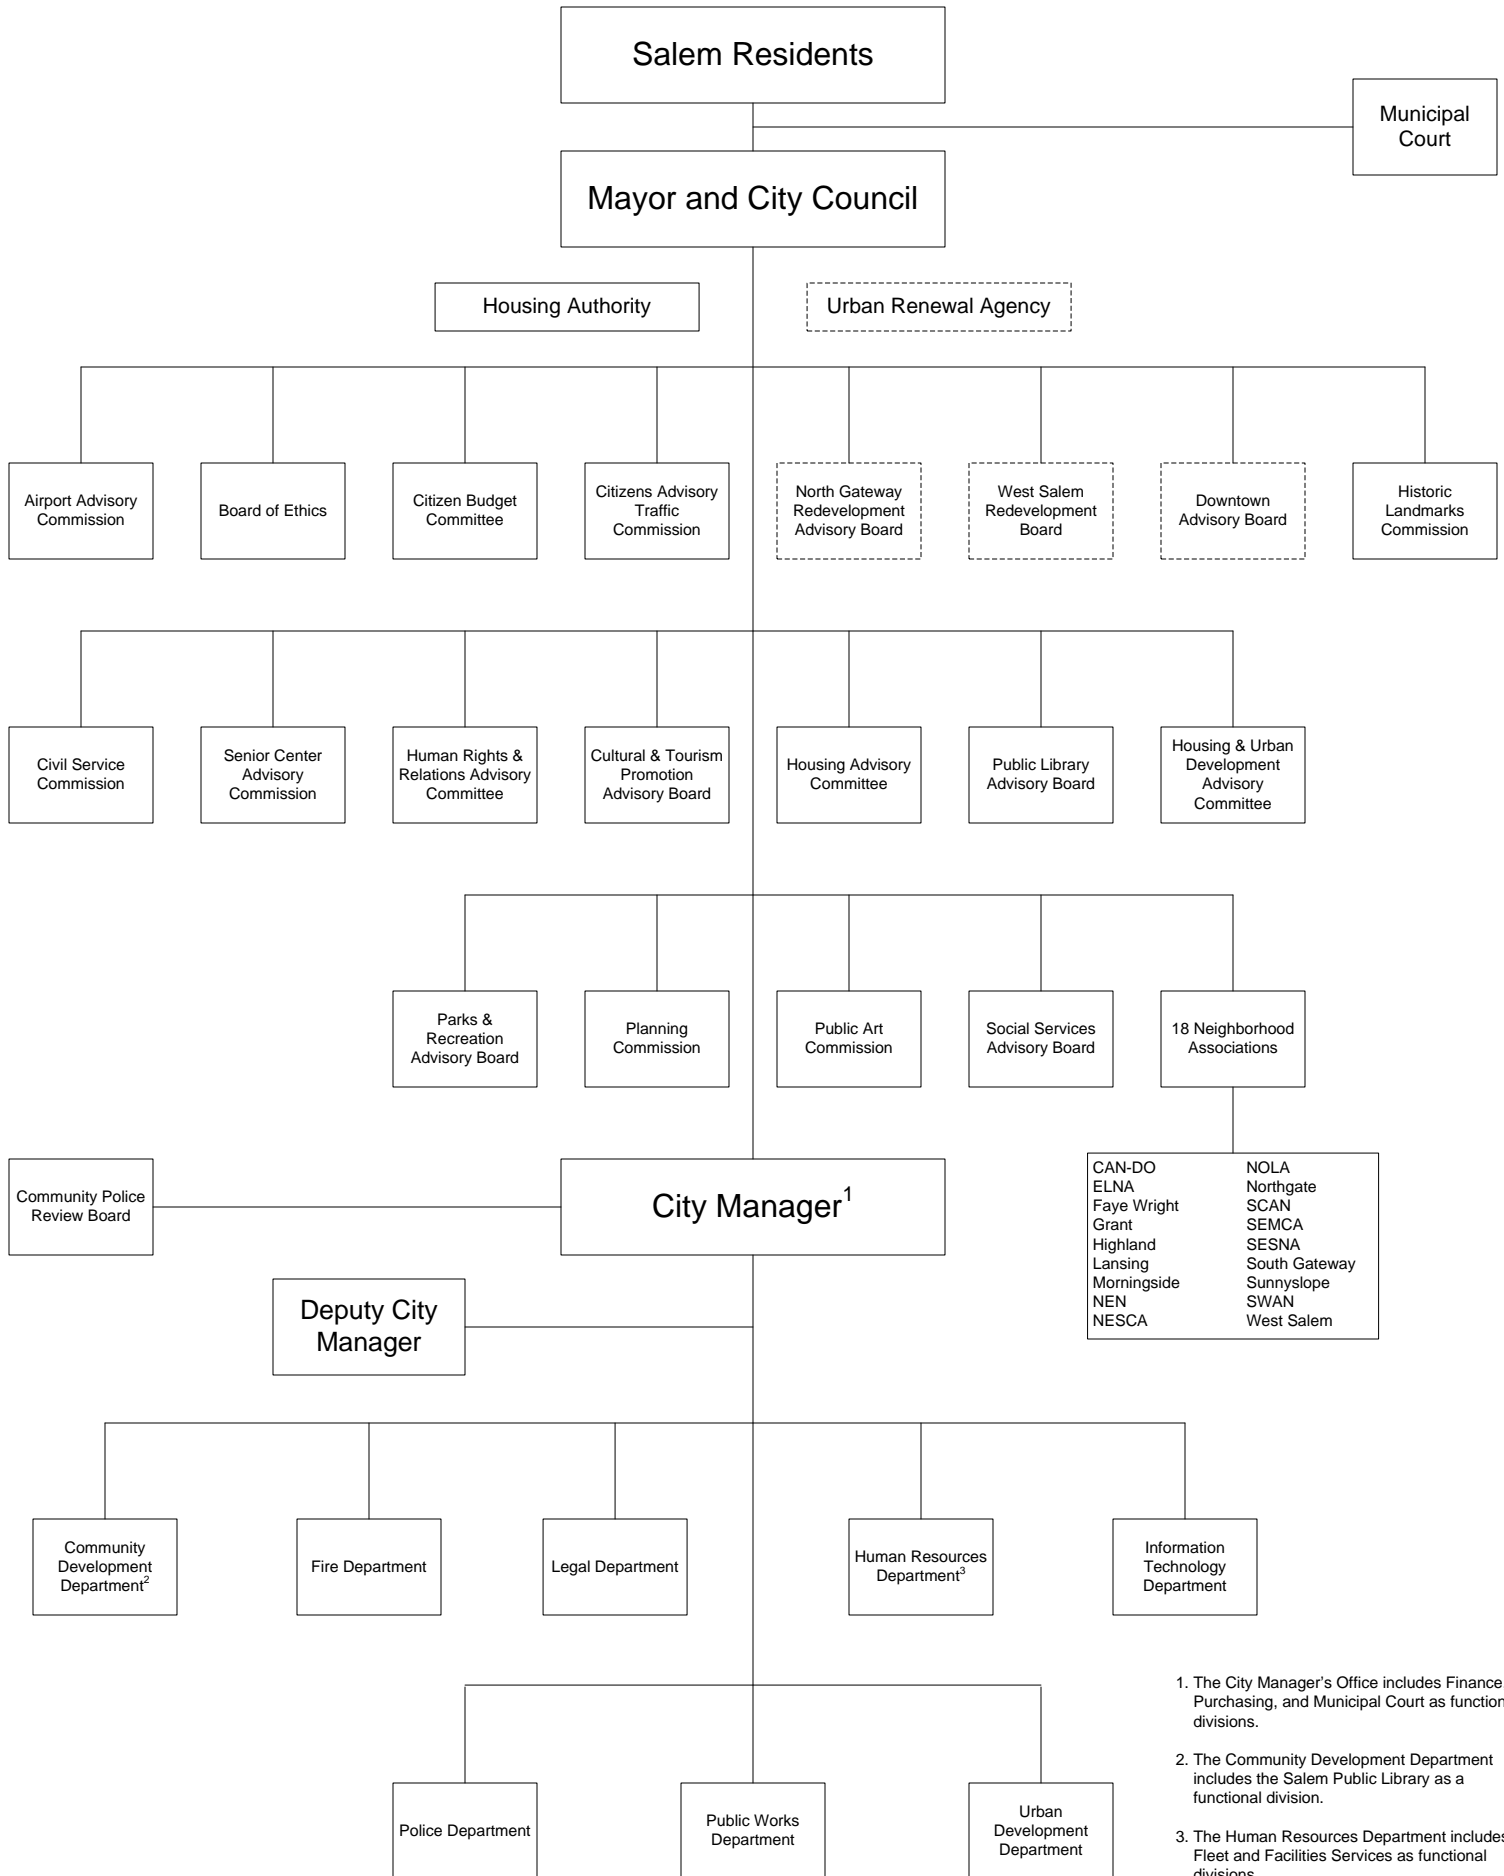 Salem Residents
Municipal
Court
Mayor and City Council
Housing Authority
Urban Renewal Agency
Airport Advisory
Commission
Board of Ethics
Citizen Budget
Committee
Citizens Advisory
Traffic
Commission
North Gateway
Redevelopment
Advisory Board
West Salem
Redevelopment
Board
Downtown
Advisory Board
Historic
Landmarks
Commission
Civil Service
Commission
Senior Center
Advisory
Commission
Human Rights &
Relations Advisory
Committee
Cultural & Tourism
Promotion
Advisory Board
Housing Advisory
Committee
Public Library
Advisory Board
Housing & Urban
Development
Advisory
Committee
Parks &
Recreation
Advisory Board
Planning
Commission
Public Art
Commission
Social Services
Advisory Board
18 Neighborhood
Associations
CAN-DO
ELNA
Faye Wright
Grant
Highland
Lansing
Morningside
NEN
NESCA
NOLA
Northgate
SCAN
SEMCA
SESNA
South Gateway
Sunnyslope
SWAN
West Salem
Community Police
Review Board
City Manager1
Deputy City
Manager
Community
Development
Department2
Fire Department
Legal Department
Human Resources
Department3
Information
Technology
Department
Police Department
Public Works
Department
Urban
Development
Department
1. The City Manager's Office includes Finance
Purchasing, and Municipal Court as function
divisions.
2. The Community Development Department
includes the Salem Public Library as a
functional division.
3. The Human Resources Department includes
Fleet and Facilities Services as functional
divisions